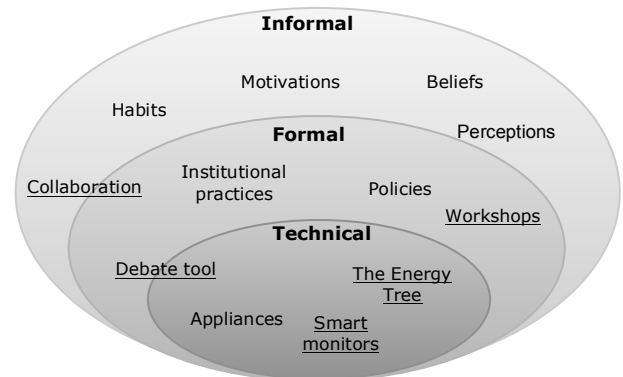 Informal
Motivations
Beliefs
Habits
Formal
Perceptions
Institutional
practices
Collaboration
Policies
Workshops
Technical
Debate tool
The Energy
Tree
Appliances
Smart
monitors